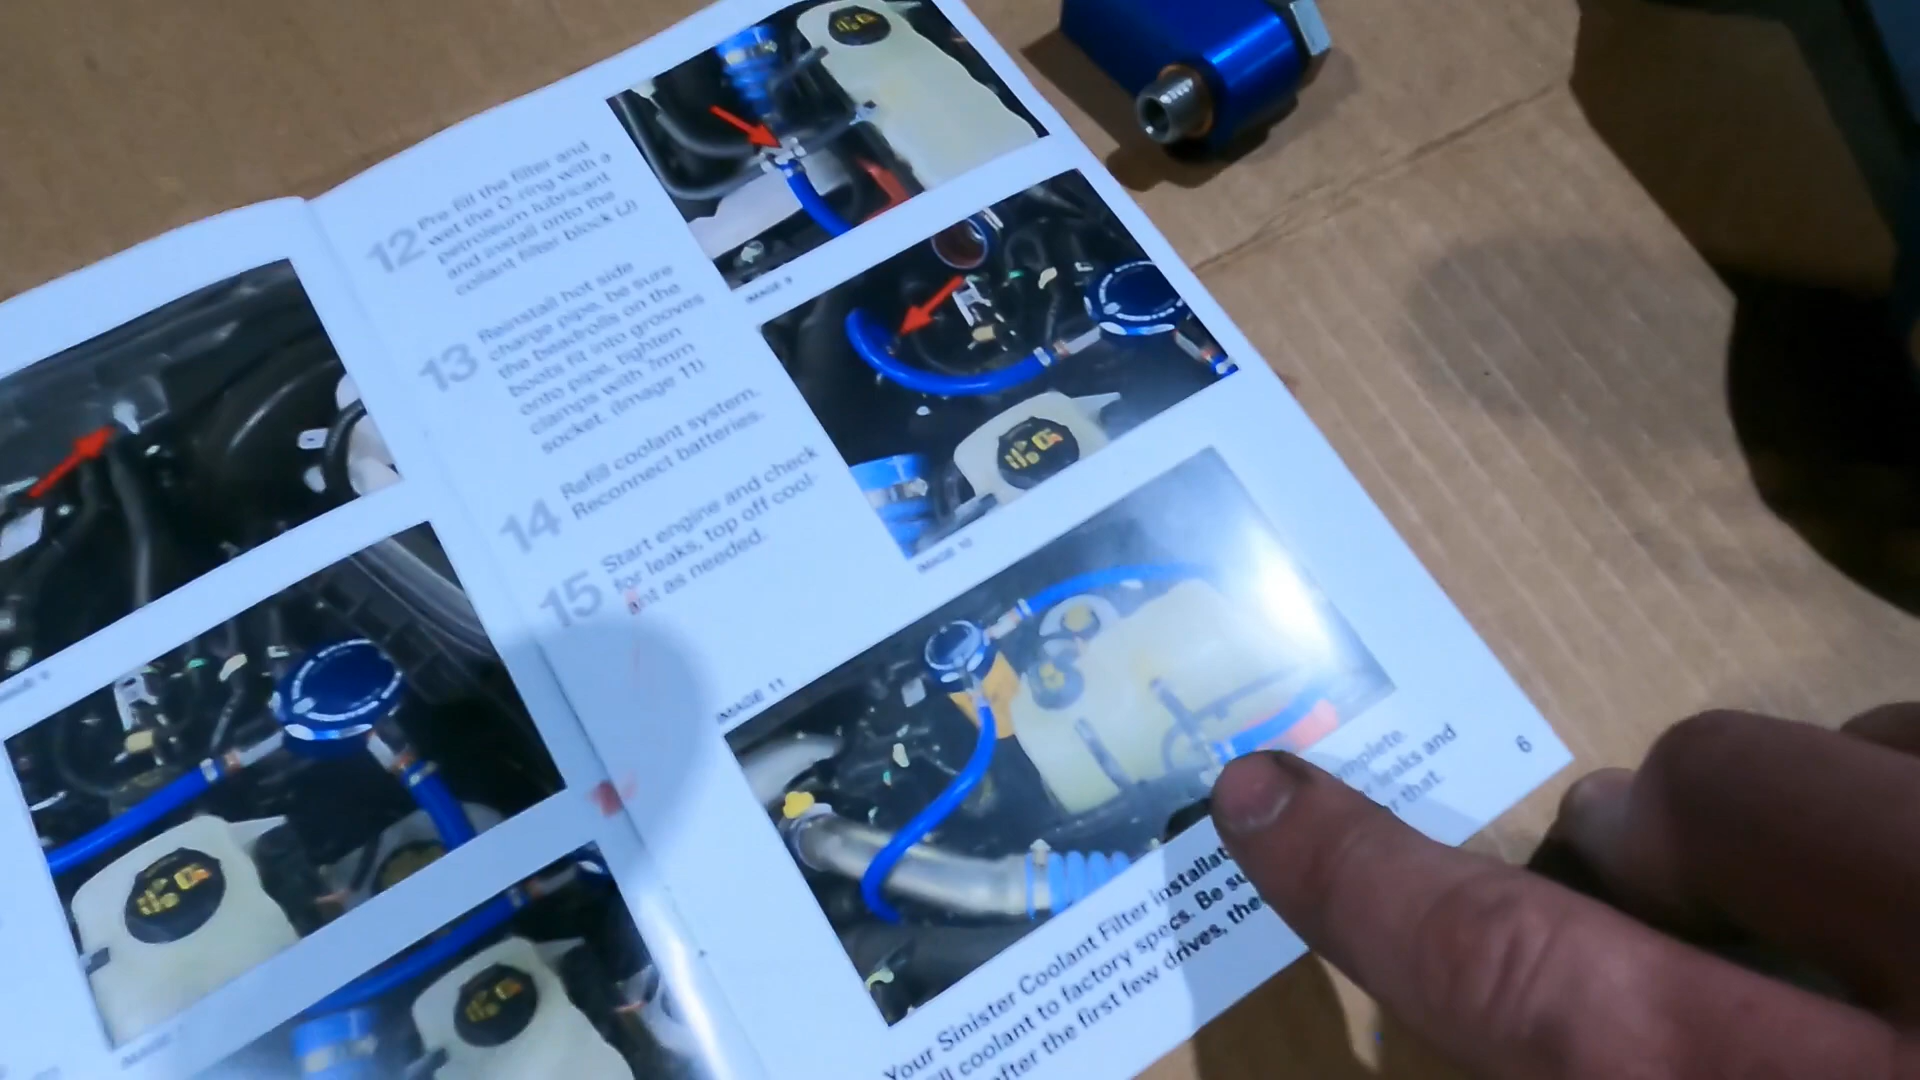 12
Pre fill the filter and
wet the O-ring with a
petroleum lubricant
and install onto the
colant filter block (J)
13
Reinstall hot side
charge pipe, be sure
the beadrolls on the
boots fit into grooves
onto pipe, tighten
clamps with 7mm
socket. (Image 11)
14
Refill coolant system.
Reconnect batteries.
15
Start engine and check
for leaks, top off cool-
ant as needed.
IMAGE 9
IMAGE 10
IMAGE 11
Your Sinister Coolant Filter
coolant to factory specs. Be
leaks and
after the first few drives,
that
6